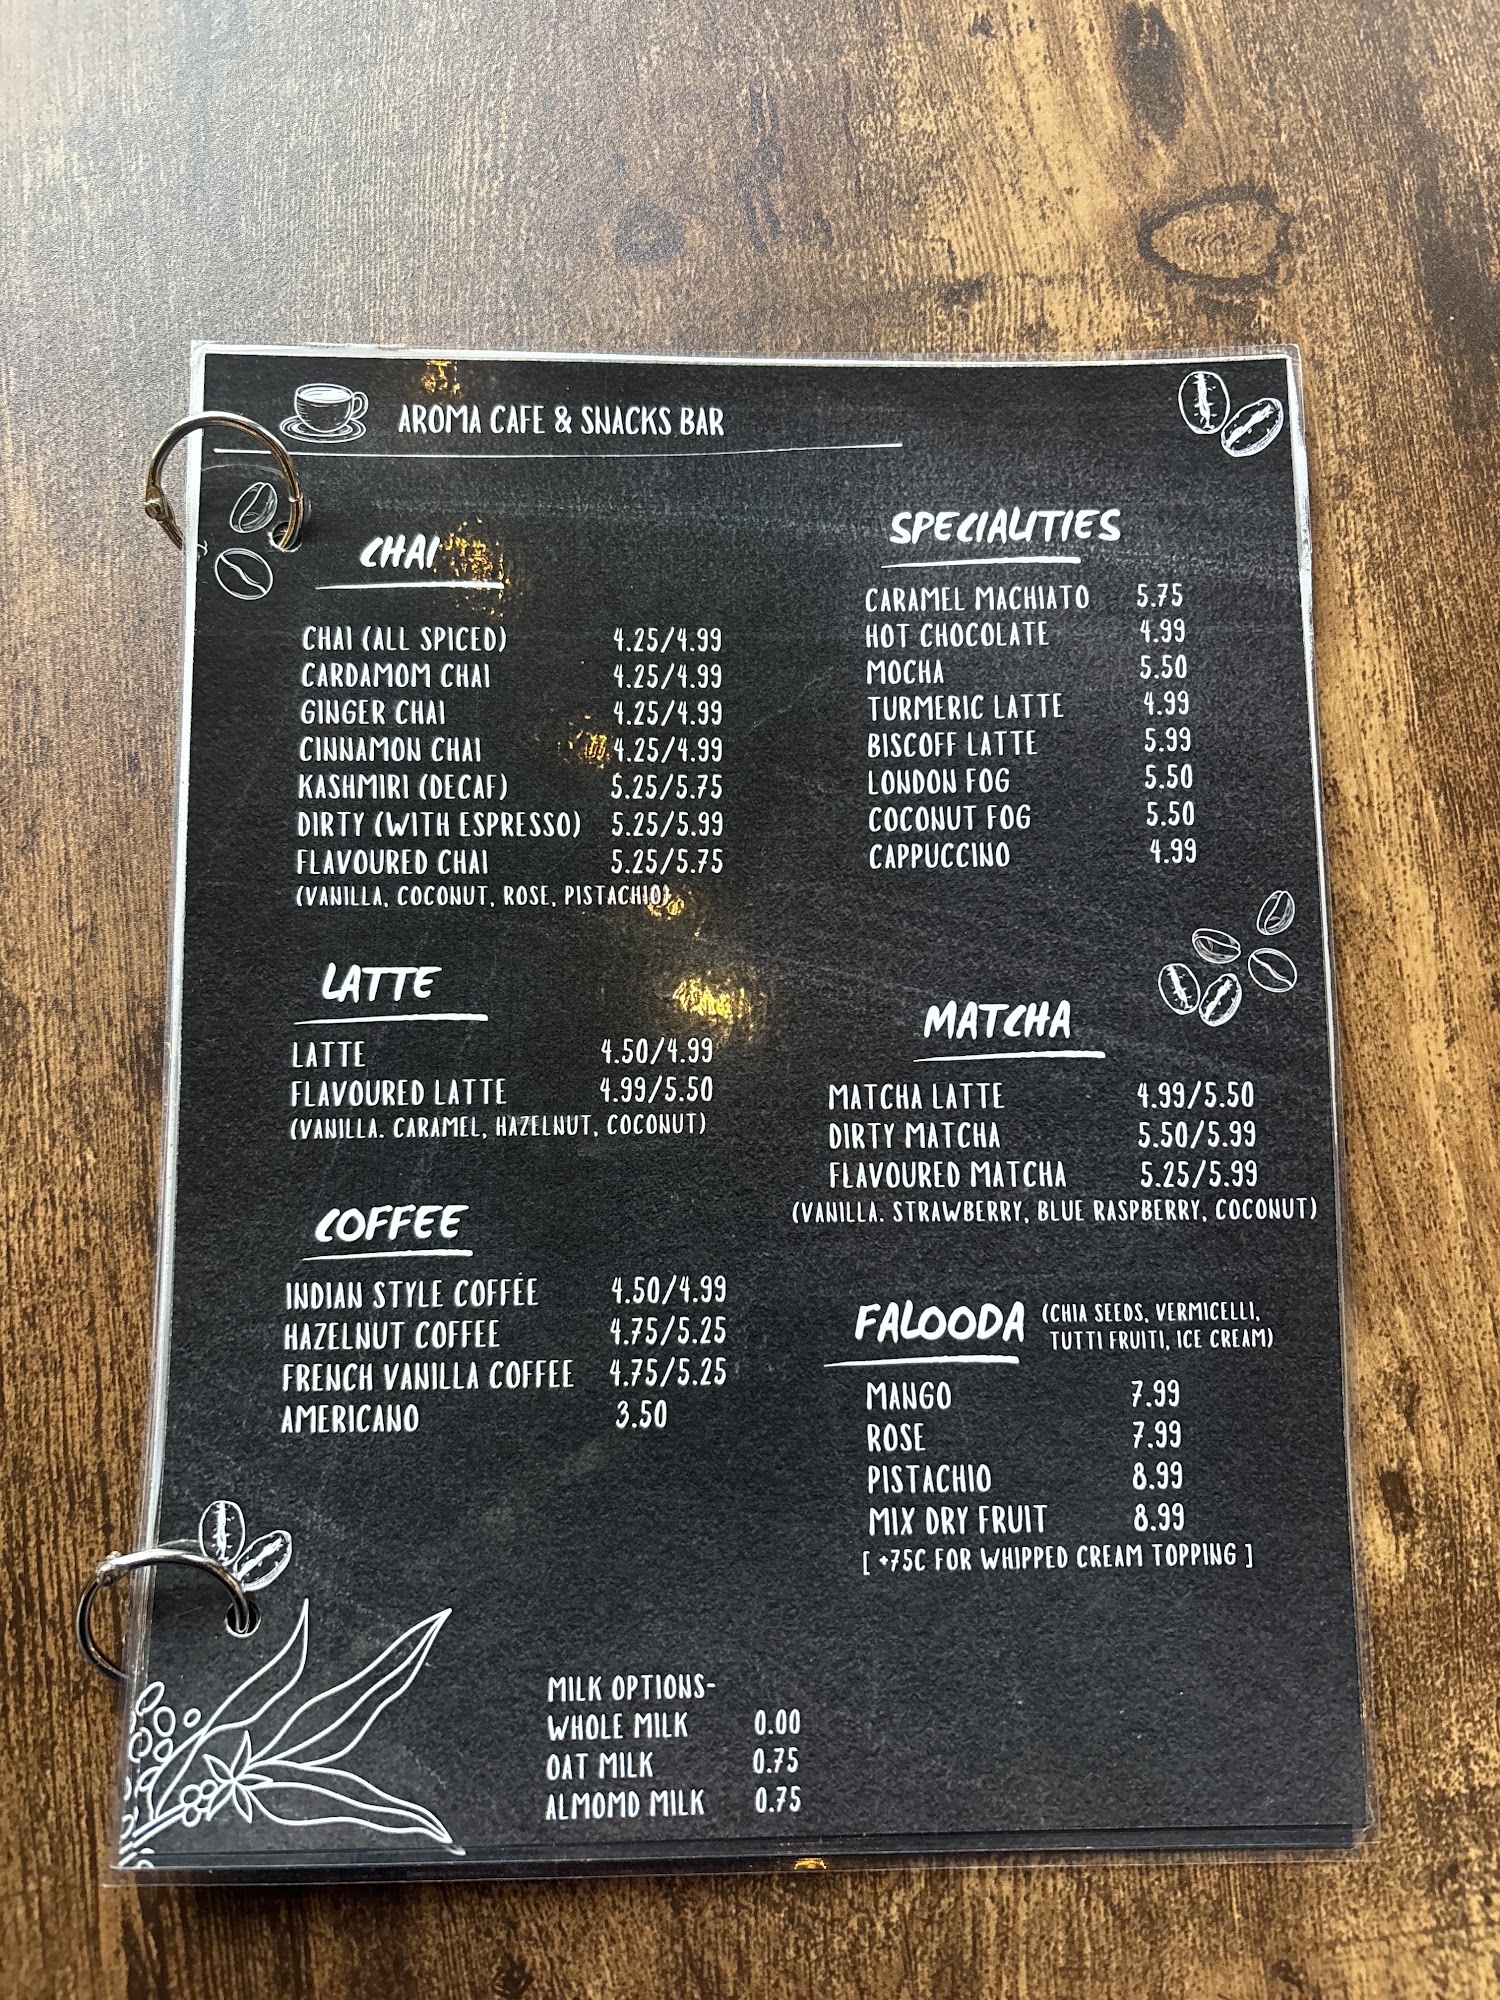 AROMA CAFE & SNACKS BAR
CHAI
CHAI (ALL SPICED) 4.25/4.99
CARDAMOM CHAI 4.25/4.99
GINGER CHAI 4.25/4.99
CINNAMON CHAI 4.25/4.99
KASHMIRI (DECAF) 5.25/5.75
DIRTY (WITH ESPRESSO) 5.25/5.99
FLAVOURED CHAI 5.25/5.75
(VANILLA, COCONUT, ROSE, PISTACHIO)
LATTE
LATTE 4.50/4.99
FLAVOURED LATTE 4.99/5.50
(VANILLA. CARAMEL, HAZELNUT, COCONUT)
COFFEE
INDIAN STYLE COFFEE 4.50/4.99
HAZELNUT COFFEE 4.75/5.25
FRENCH VANILLA COFFEE 4.75/5.25
AMERICANO 3.50
SPECIALITIES
CARAMEL MACHIATO 5.75
HOT CHOCOLATE 4.99
MOCHA 5.50
TURMERIC LATTE 4.99
BISCOFF LATTE 5.99
LONDON FOG 5.50
COCONUT FOG 5.50
CAPPUCCINO 4.99
MATCHA
MATCHA LATTE 4.99/5.50
DIRTY MATCHA 5.50/5.99
FLAVOURED MATCHA 5.25/5.99
(VANILLA. STRAWBERRY, BLUE RASPBERRY, COCONUT)
FALOODA (CHIA SEEDS, VERMICELLI,
TUTTI FRUITI, ICE CREAM)
MANGO 7.99
ROSE 7.99
PISTACHIO 8.99
MIX DRY FRUIT 8.99
[ +75C FOR WHIPPED CREAM TOPPING ]
MILK OPTIONS-
WHOLE MILK 0.00
OAT MILK 0.75
ALMOMD MILK 0.75